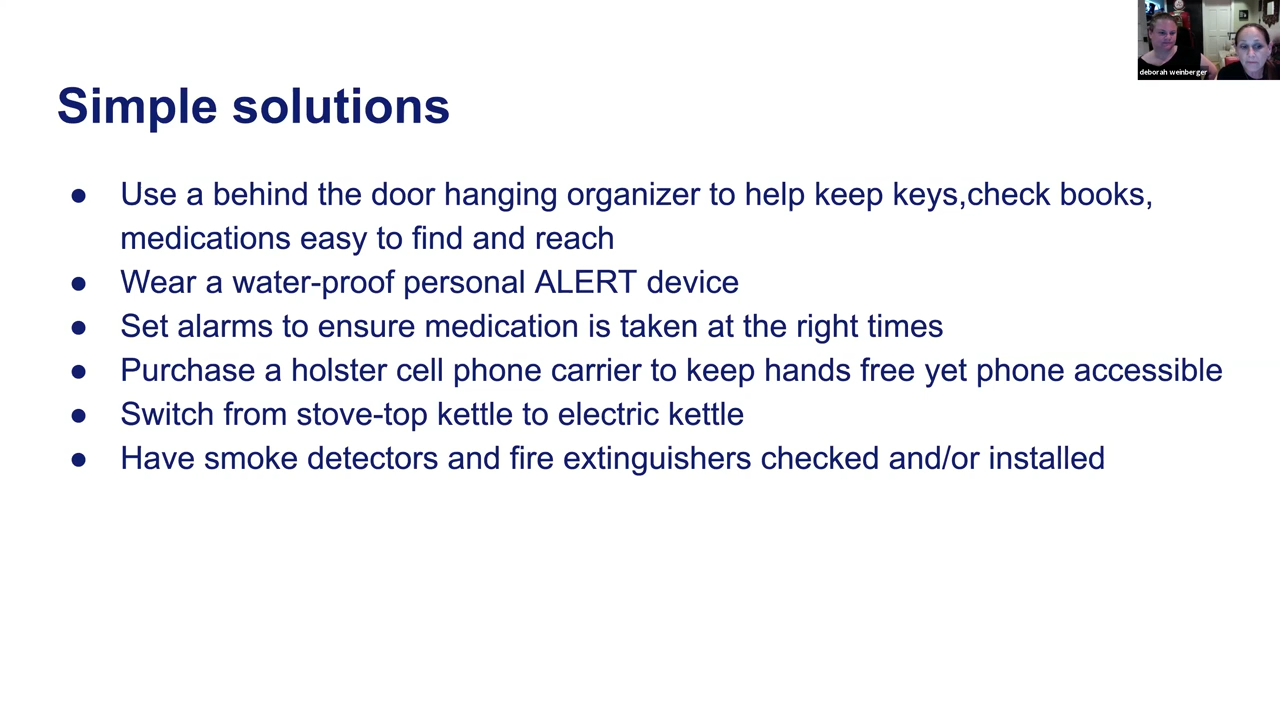 deborah weinberger
Simple solutions
● Use a behind the door hanging organizer to help keep keys,check books,
medications easy to find and reach
● Wear a water-proof personal ALERT device
● Set alarms to ensure medication is taken at the right times
● Purchase a holster cell phone carrier to keep hands free yet phone accessible
● Switch from stove-top kettle to electric kettle
● Have smoke detectors and fire extinguishers checked and/or installed